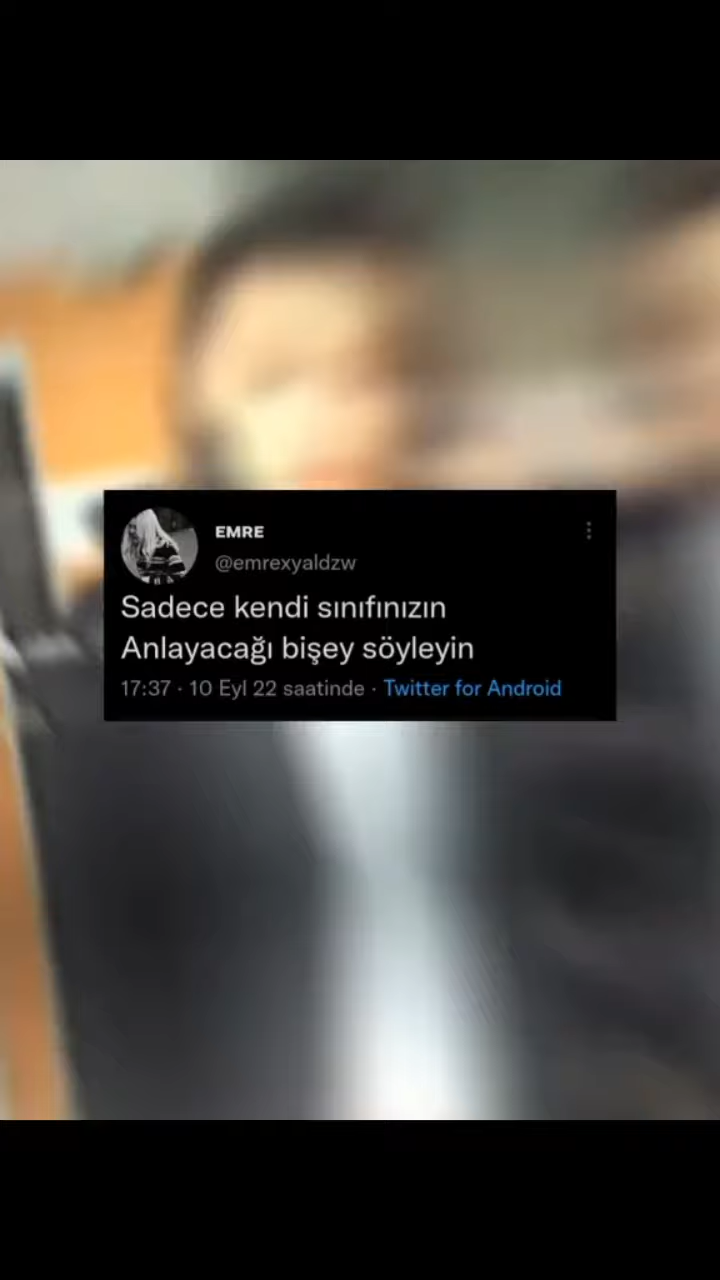 EMRE
@emrexyaldzw
Sadece kendi sınıfınızın
Anlayacağı bişey söyleyin
17:37 · 10 Eyl 22 saatinde · Twitter for Android